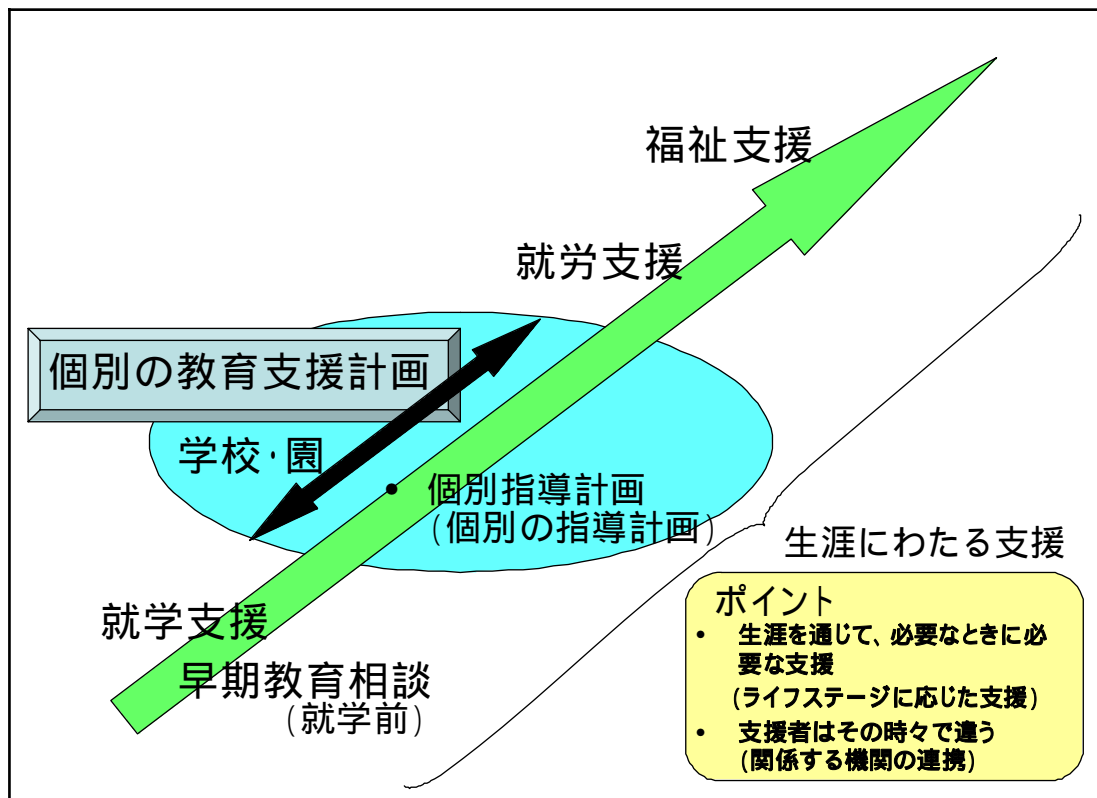 福祉支援
就労支援
個別の教育支援計画
学校・園
個別指導計画
(個別の指導計画)
生涯にわたる支援
就学支援
早期教育相談
(就学前)
ポイント
• 生涯を通じて、必要なときに必
要な支援
(ライフステージに応じた支援)
• 支援者はその時々で違う
(関係する機関の連携)